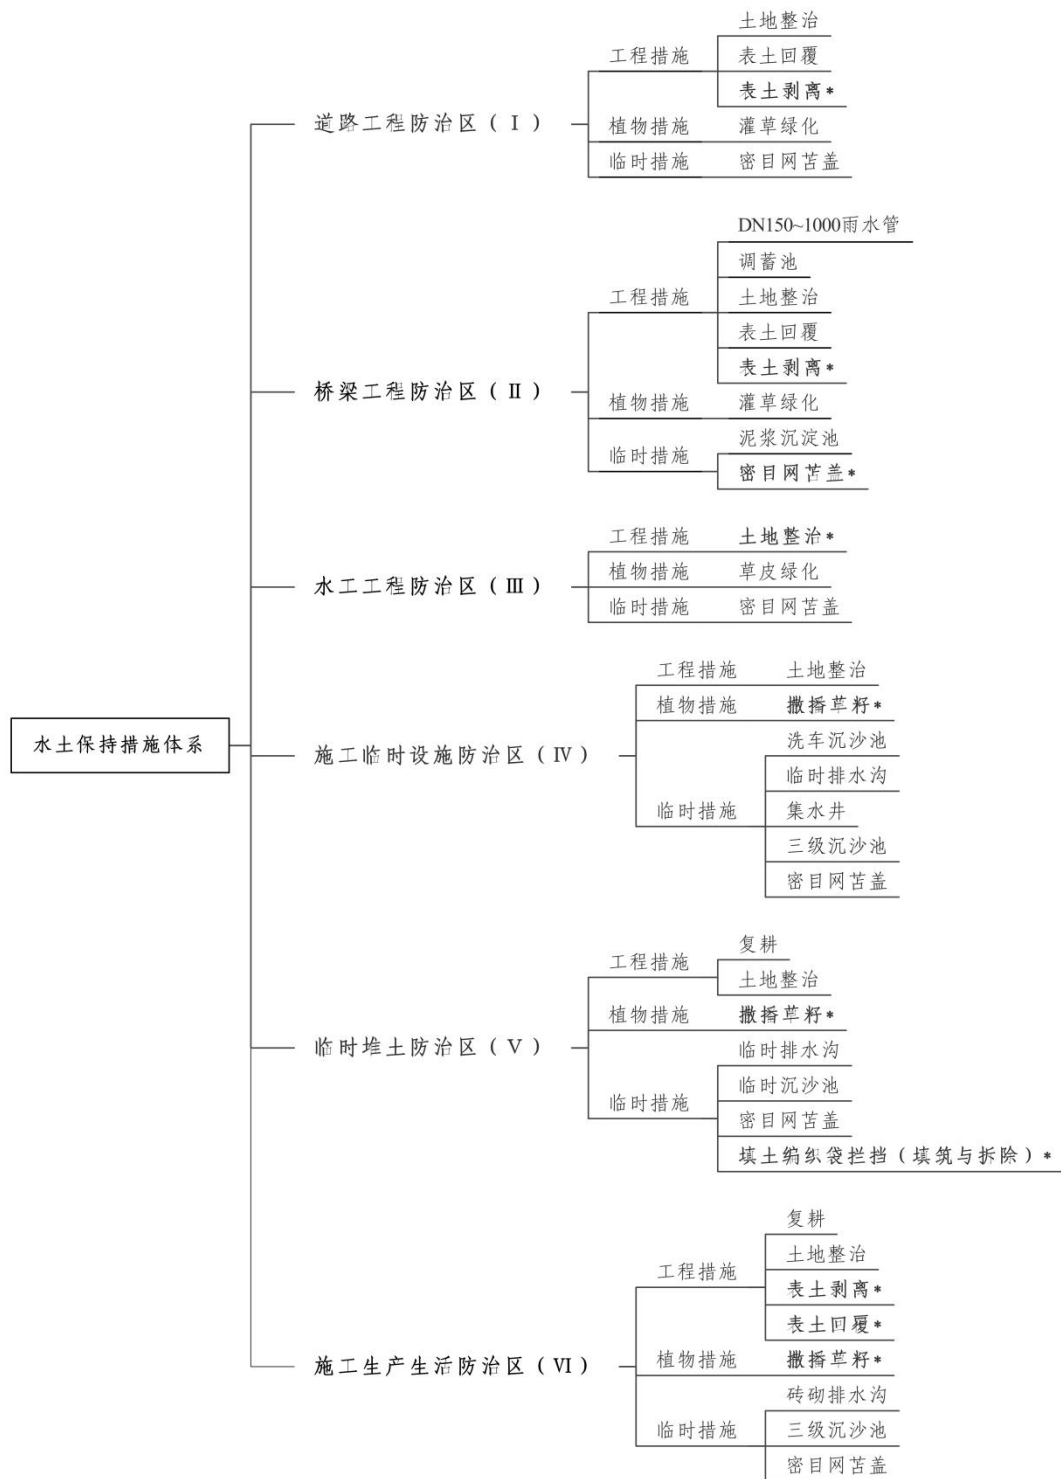 土地整治
工程措施 表土回覆
表土剥离*
道路工程防治区（Ⅰ）
植物措施 灌草绿化
临时措施 密目网苫盖
DN150~1000雨水管
调蓄池
工程措施 土地整治
表土回覆
表土剥离*
桥梁工程防治区（Ⅱ）
植物措施 灌草绿化
泥浆沉淀池
临时措施
密目网苫盖*
工程措施 土地整治*
水工工程防治区（Ⅲ） 植物措施 草皮绿化
临时措施 密目网苫盖
工程措施 土地整治
植物措施 撒播草籽*
水土保持措施体系
施工临时设施防治区（Ⅳ）
洗车沉沙池
临时排水沟
临时措施 集水井
三级沉沙池
密目网苫盖
复耕
工程措施
土地整治
植物措施 撒播草籽*
临时堆土防治区（Ⅴ）
临时排水沟
临时沉沙池
临时措施
密目网苫盖
填土编织袋拦挡（填筑与拆除）*
复耕
土地整治
工程措施
表土剥离*
表土回覆*
施工生产生活防治区（Ⅵ） 植物措施 撒播草籽*
砖砌排水沟
临时措施 三级沉沙池
密目网苫盖